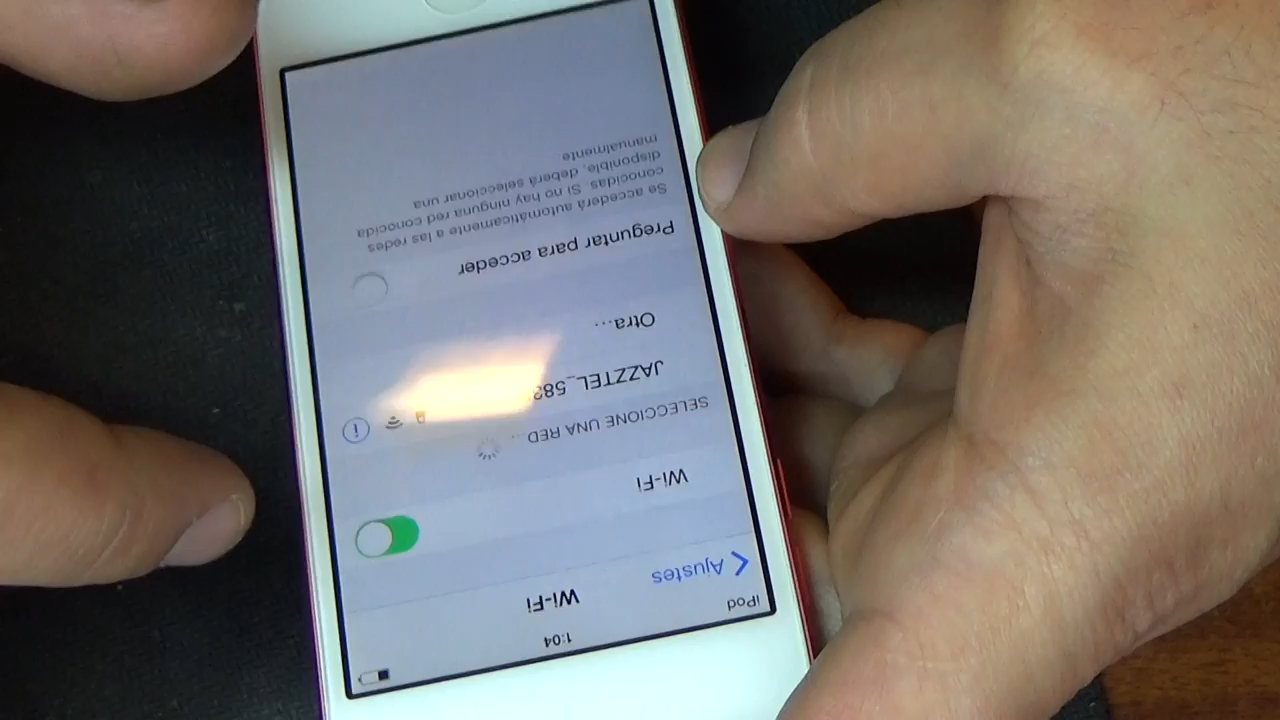 iPod
1:04
Ajustes
Wi-Fi
Wi-Fi
SELECCIONE UNA RED...
JAZZTEL_58
Otra...
Preguntar para acceder
Se accederá automáticamente a las redes
conocidas. Si no hay ninguna red conocida
disponible, deberá seleccionar una
manualmente